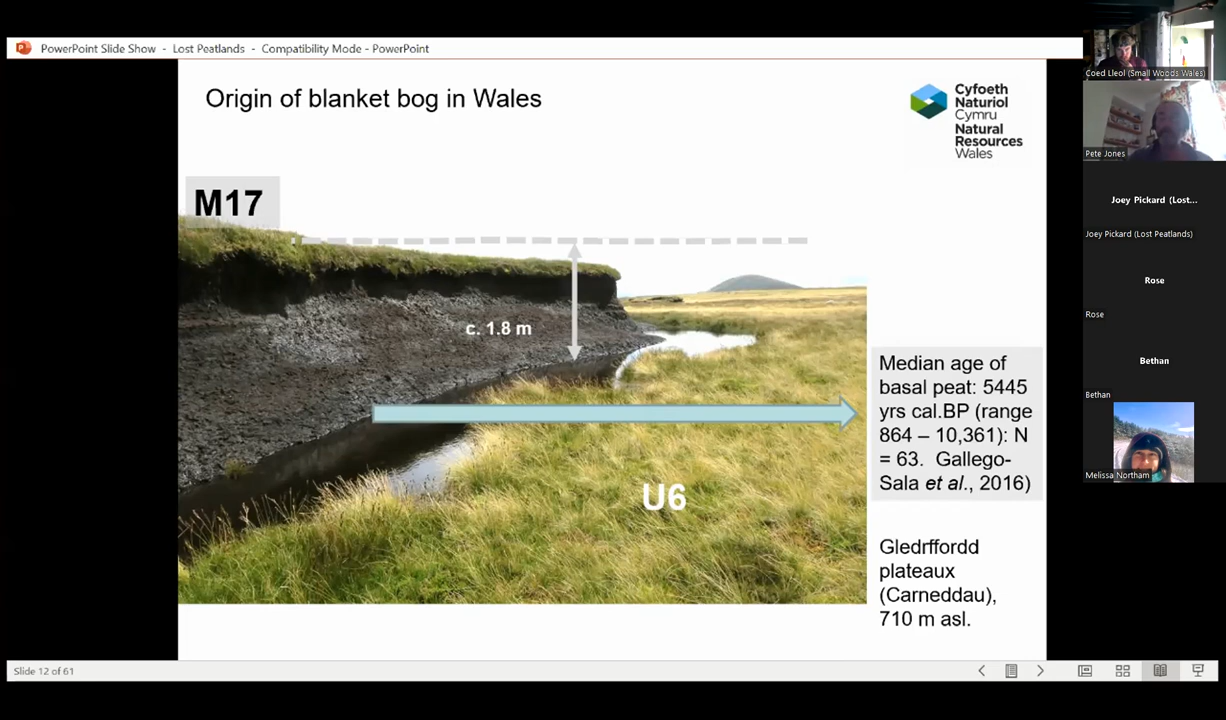 PowerPoint Slide Show - Lost Peatlands - Compatibility Mode - PowerPoint
Origin of blanket bog in Wales
Cyfoeth
Naturiol
Cymru
Natural
Resources
Wales
M17
c. 1.8 m
U6
Median age of
basal peat: 5445
yrs cal.BP (range
864 – 10,361): N
= 63. Gallego-
Sala et al., 2016)
Gledrffordd
plateaux
(Carneddau),
710 m asl.
Slide 12 of 61
Coed Lleol (Small Woods Wales)
Pete Jones
Joey Pickard (Lost...
Joey Pickard (Lost Peatlands)
Rose
Rose
Bethan
Bethan
Melissa Northam